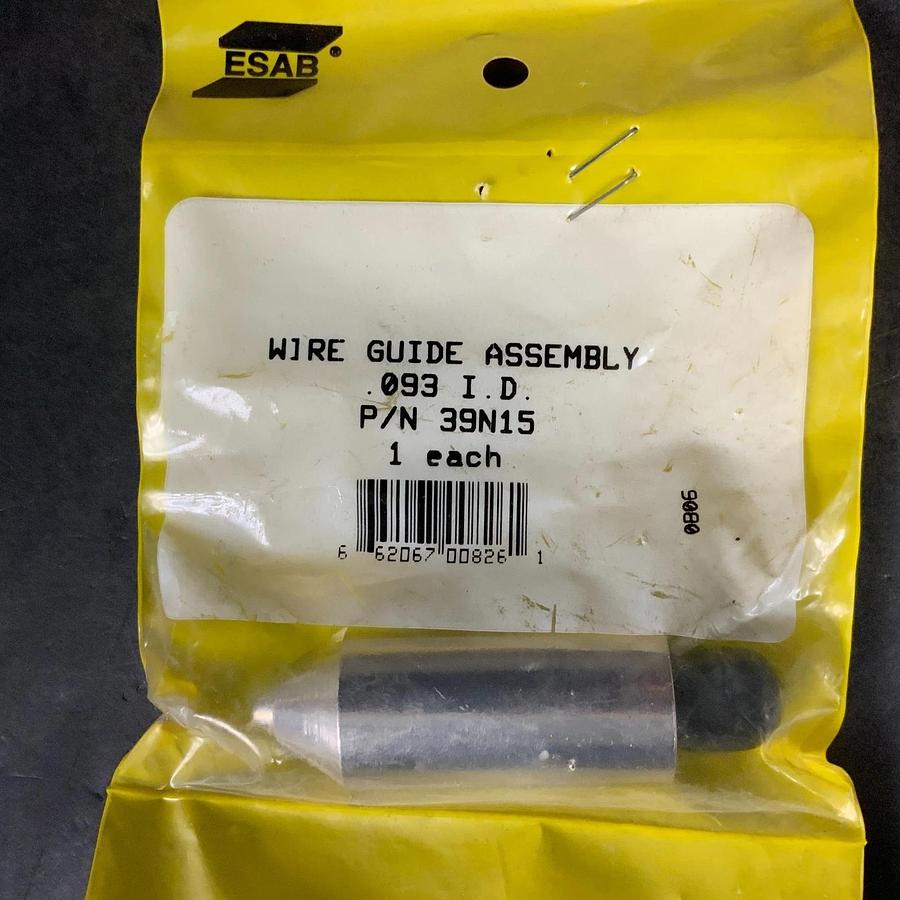 ESAB®
WIRE GUIDE ASSEMBLY
.093 I.D.
P/N 39N15
1 each
6 62067 00826 1
0806